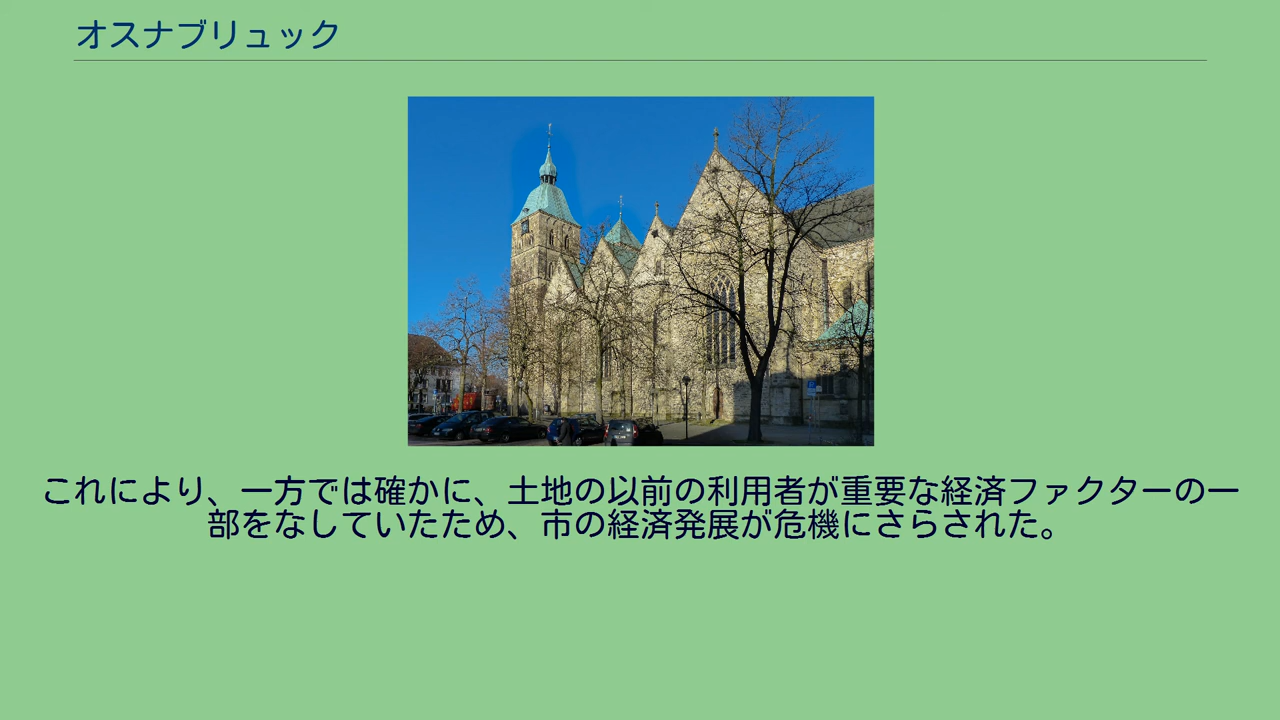 オスナブリュック
これにより、一方では確かに、土地の以前の利用者が重要な経済ファクターの一
部をなしていたため、市の経済発展が危機にさらされた。